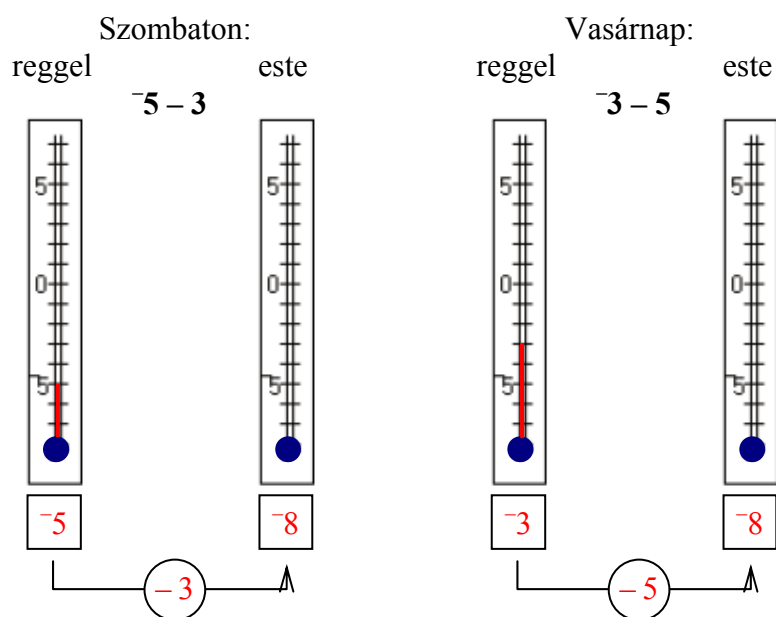 Szombaton:
reggel este
⁻5 – 3
5 5
0 0
⁻5 ⁻5
⁻5 ⁻8
– 3
Vasárnap:
reggel este
⁻3 – 5
5 5
0 0
⁻5 ⁻5
⁻3 ⁻8
– 5